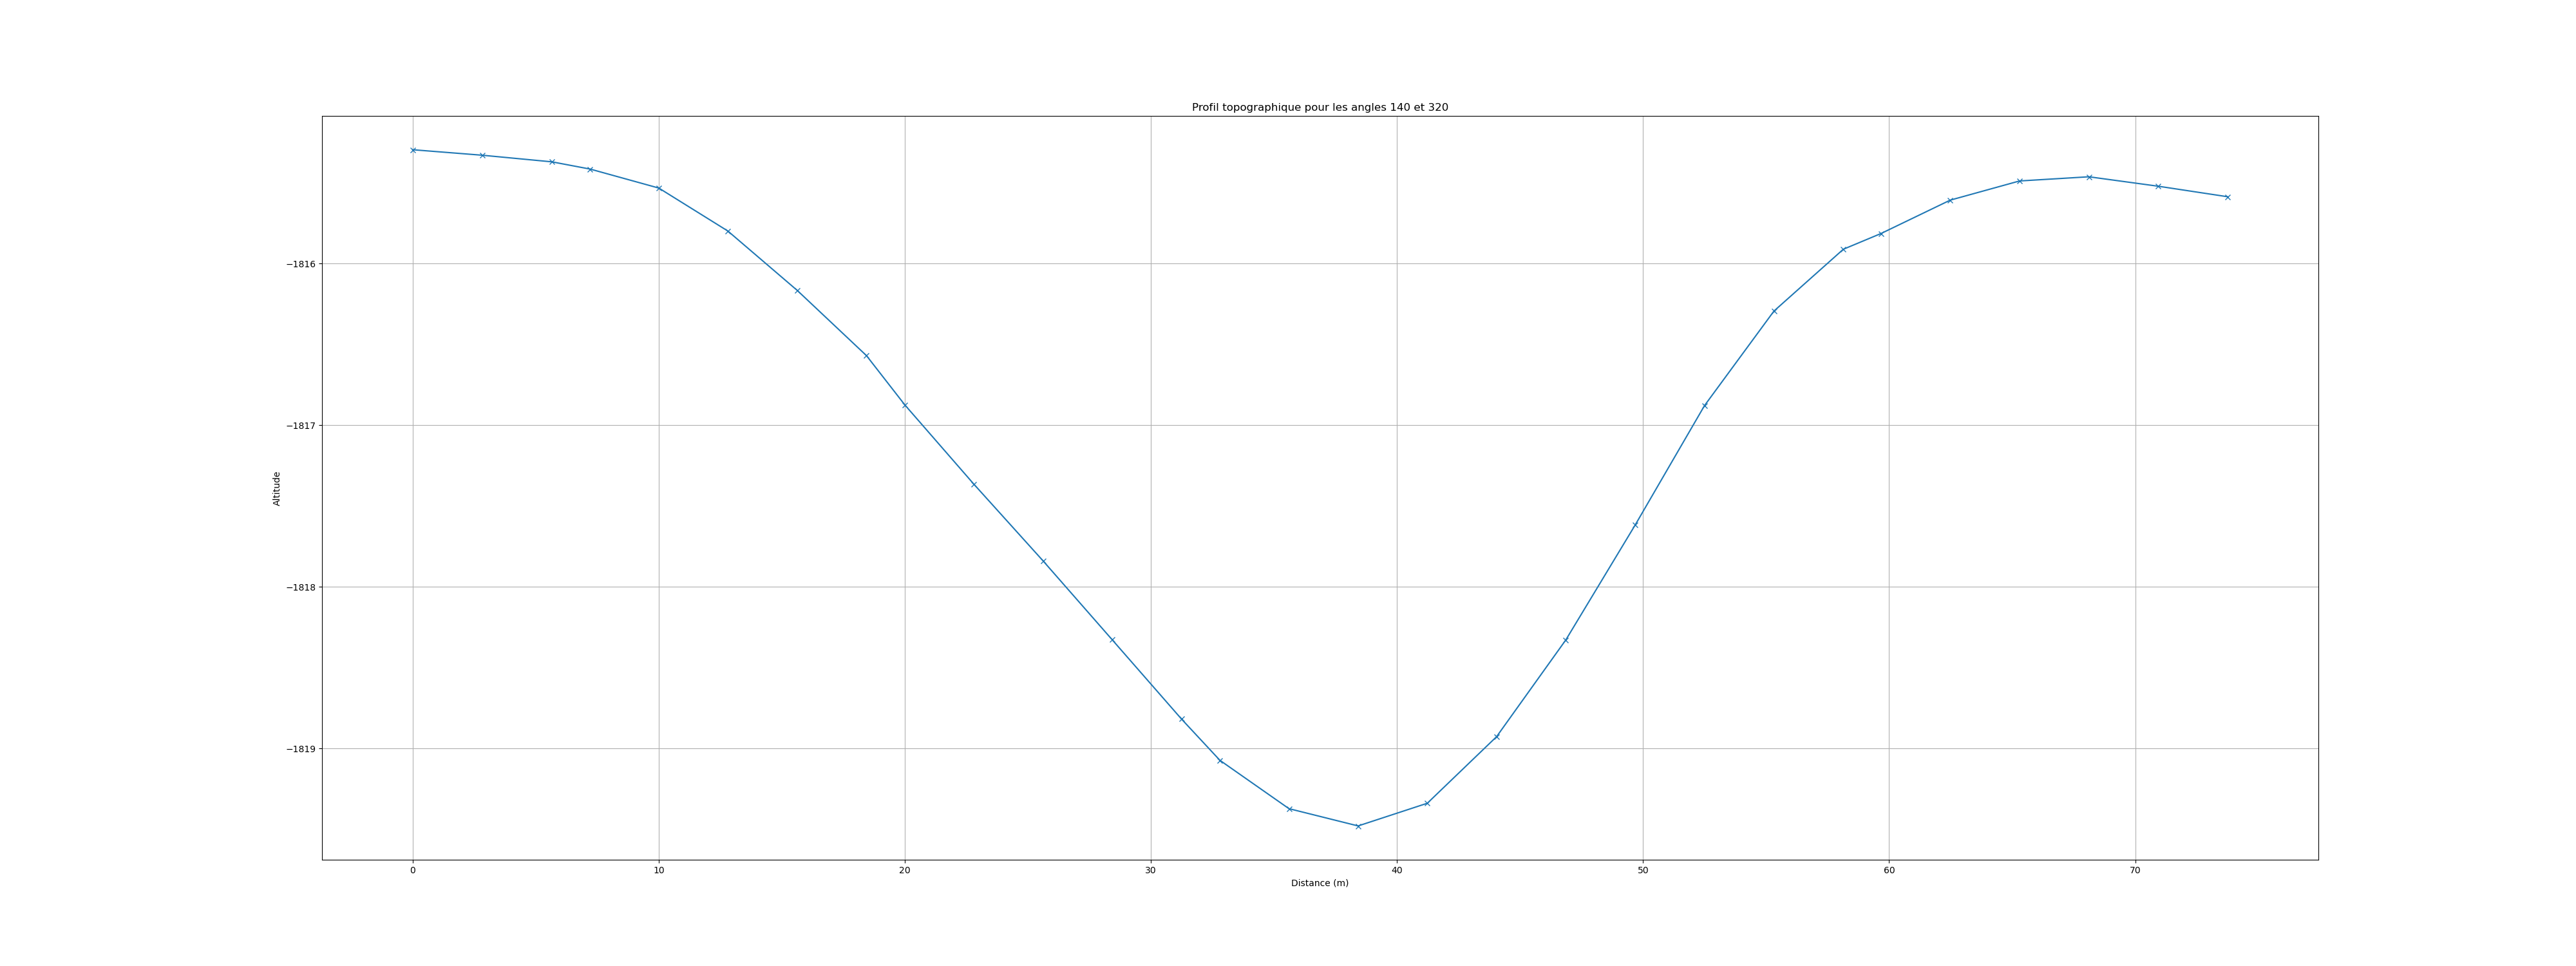 Profil topographique pour les angles 140 et 320
−1816
−1817
−1818
−1819
Altitude
0 10 20 30 40 50 60 70
Distance (m)